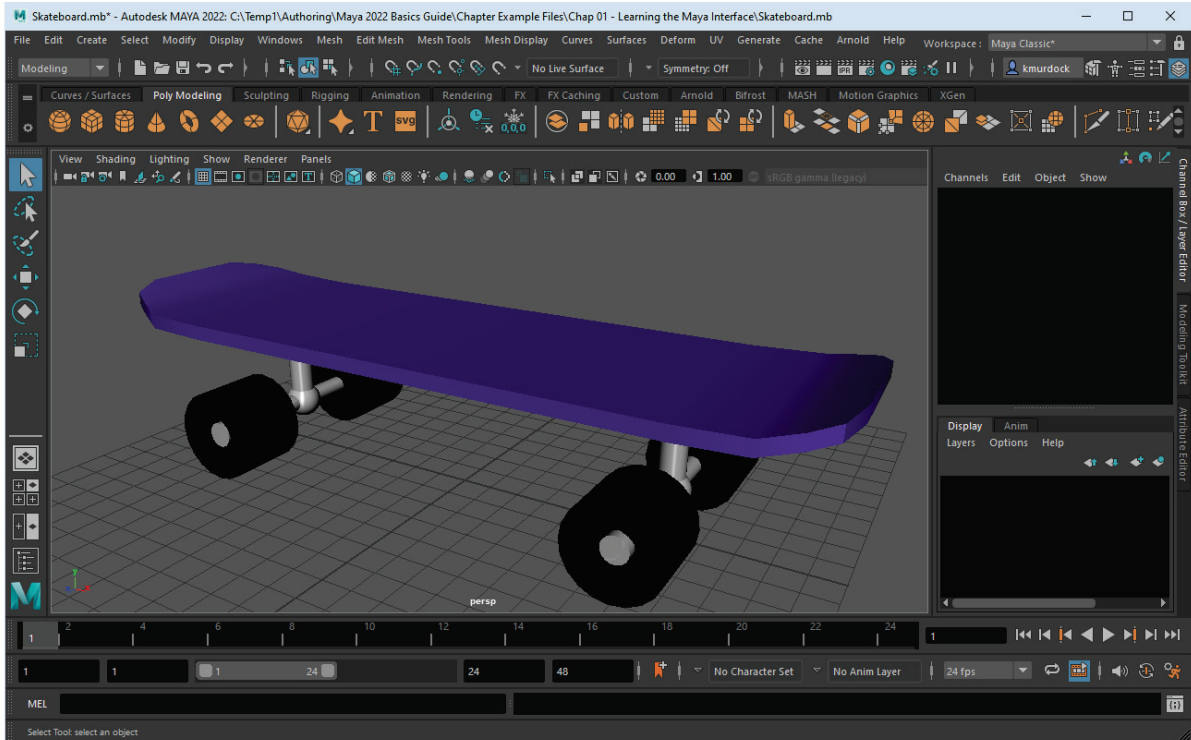 Skateboard.mb* - Autodesk MAYA 2022: C:\Temp1\Authoring\Maya 2022 Basics Guide\Chapter Example Files\Chap 01 - Learning the Maya Interface\Skateboard.mb
File Edit Create Select Modify Display Windows Mesh Edit Mesh Mesh Tools Mesh Display Curves Surfaces Deform UV Generate Cache Arnold Help Workspace: Maya Classic*
Modeling No Live Surface Symmetry: Off IPR kmurdock
Curves / Surfaces Poly Modeling Sculpting Rigging Animation Rendering FX FX Caching Custom Arnold Bifrost MASH Motion Graphics XGen
T svg 0,0,0
View Shading Lighting Show Renderer Panels
0.00 1.00 sRGB gamma (legacy)
Channels Edit Object Show
Channel Box / Layer Editor
Modeling Toolkit
Attribute Editor
Display Anim
Layers Options Help
y
persp
M
1 2 4 6 8 10 12 14 16 18 20 22 24 1
1 1 1 24 24 48 No Character Set No Anim Layer 24 fps
MEL
Select Tool: select an object